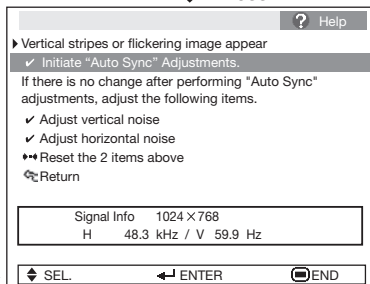 ? Help
Vertical stripes or flickering image appear
✔ Initiate “Auto Sync” Adjustments.
If there is no change after performing "Auto Sync"
adjustments, adjust the following items.
✔ Adjust vertical noise
✔ Adjust horizontal noise
Reset the 2 items above
Return
Signal Info 1024×768
H 48.3 kHz / V 59.9 Hz
SEL. ENTER END